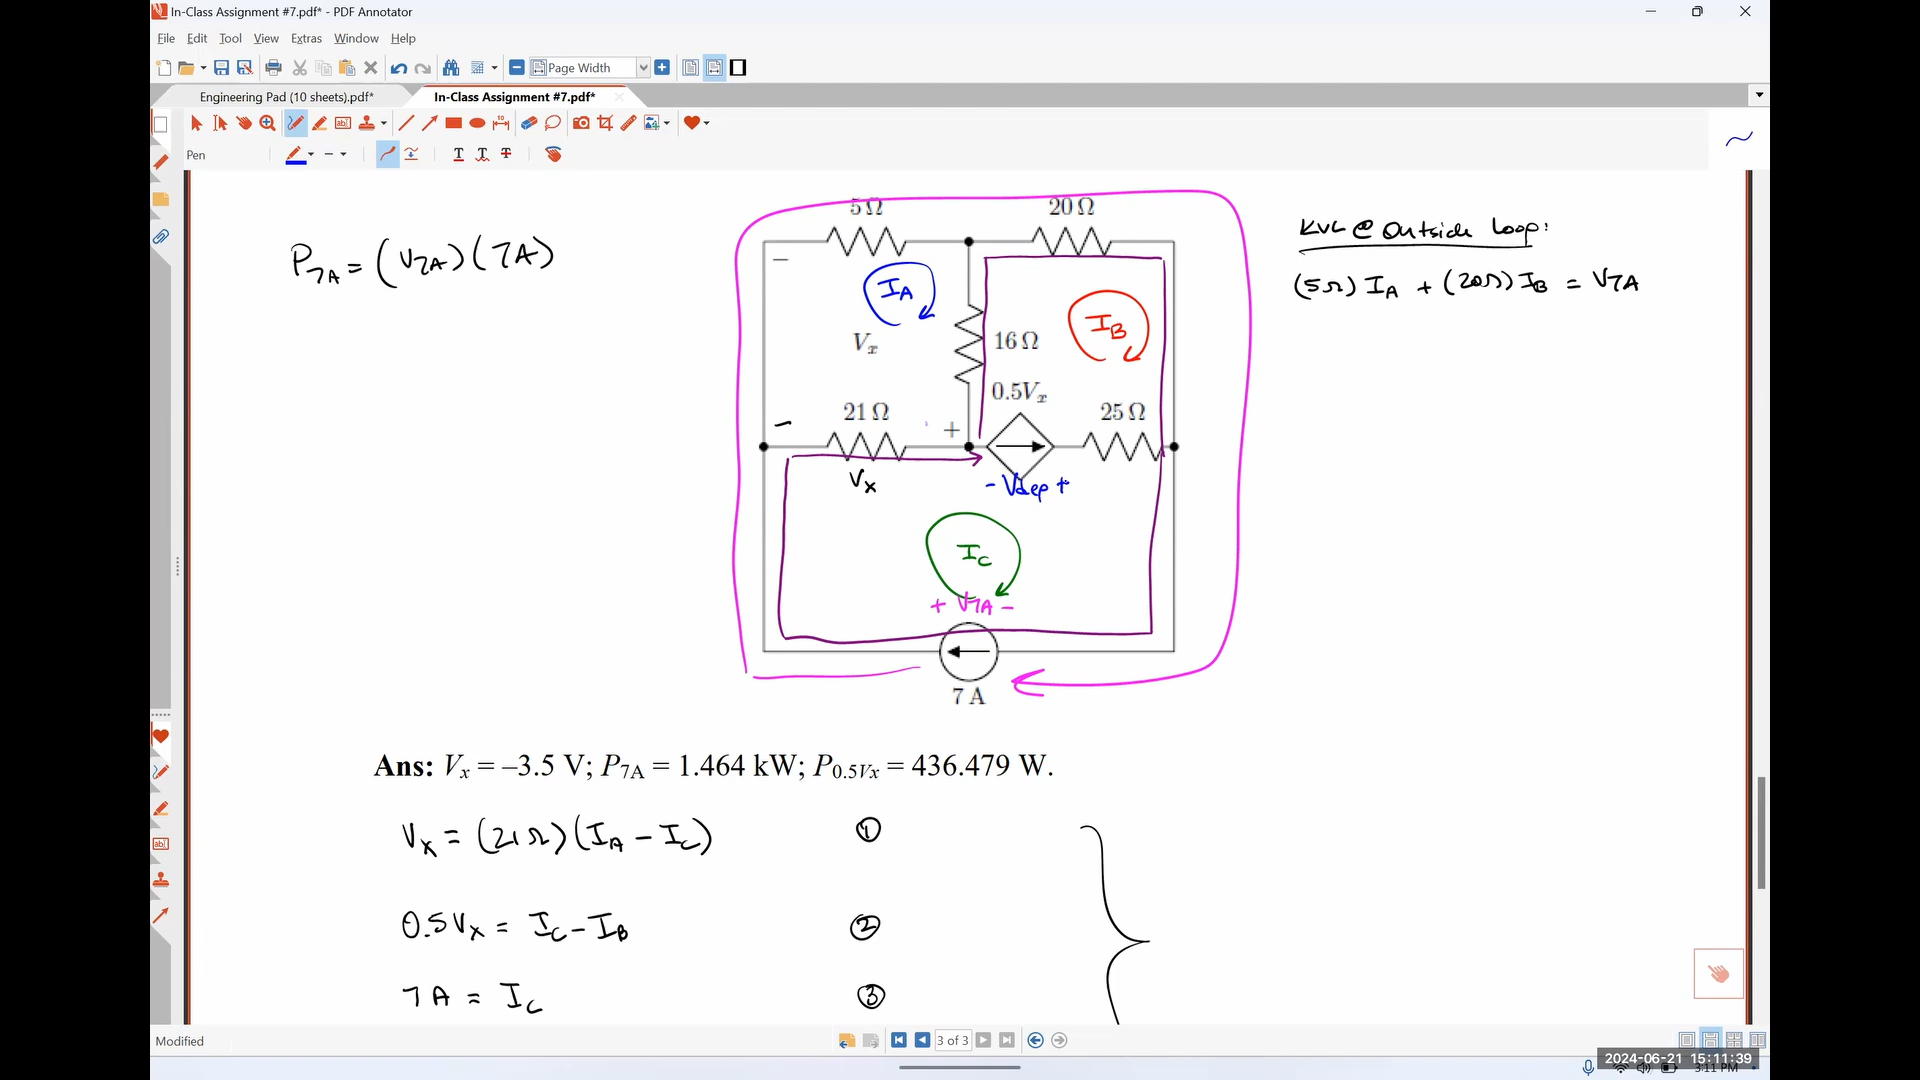 In-Class Assignment #7.pdf* - PDF Annotator
File Edit Tool View Extras Window Help
Page Width
Engineering Pad (10 sheets).pdf*
In-Class Assignment #7.pdf*
Pen
P7A = (V7A)(7A)
5 Ω
20 Ω
KVL @ Outside Loop:
(5Ω) IA + (20Ω) IB = V7A
−
IA
IB
Vx
16 Ω
0.5Vx
21 Ω
25 Ω
−
+
Vx
- Vdep +
IC
+ V7A −
7 A
Ans: Vx = –3.5 V; P7A = 1.464 kW; P0.5Vx = 436.479 W.
Vx = (21Ω)(IA − IC) ①
0.5Vx = IC − IB ②
7A = IC ③
Modified
3 of 3
2024-06-21 15:11:39
3:11 PM